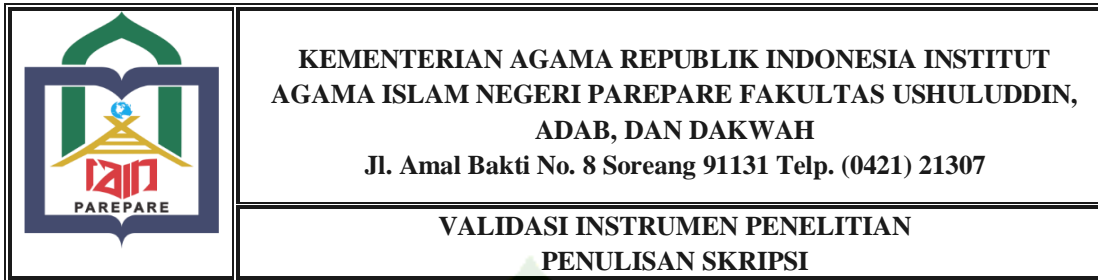 KEMENTERIAN AGAMA REPUBLIK INDONESIA INSTITUT
AGAMA ISLAM NEGERI PAREPARE FAKULTAS USHULUDDIN,
ADAB, DAN DAKWAH
Jl. Amal Bakti No. 8 Soreang 91131 Telp. (0421) 21307
iain
PAREPARE
VALIDASI INSTRUMEN PENELITIAN
PENULISAN SKRIPSI